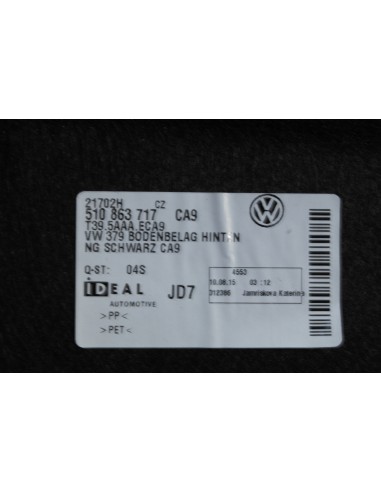 21702H CZ
510 863 717 CA9
T39.5AAA.ECA9
VW 379 BODENBELAG HINTEN
NG SCHWARZ CA9
Q-ST: 04S
IDEAL
AUTOMOTIVE
JD7
>PP<
>PET<
4553
10.08.15 03:12
312386